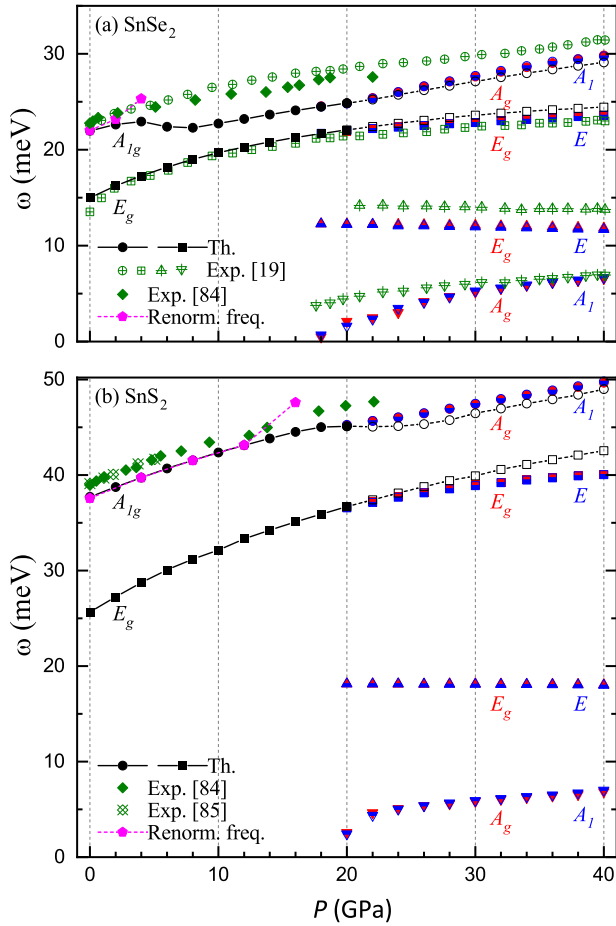 (a) SnSe2
30
20
10
0
ω (meV)
A1g
Eg
Ag
A1
Eg
E
Eg
E
Ag
A1
Th.
Exp. [19]
Exp. [84]
Renorm. freq.
(b) SnS2
50
40
30
20
10
0
ω (meV)
A1g
Eg
Ag
A1
Eg
E
Eg
E
Ag
A1
Th.
Exp. [84]
Exp. [85]
Renorm. freq.
0 10 20 30 40
P (GPa)